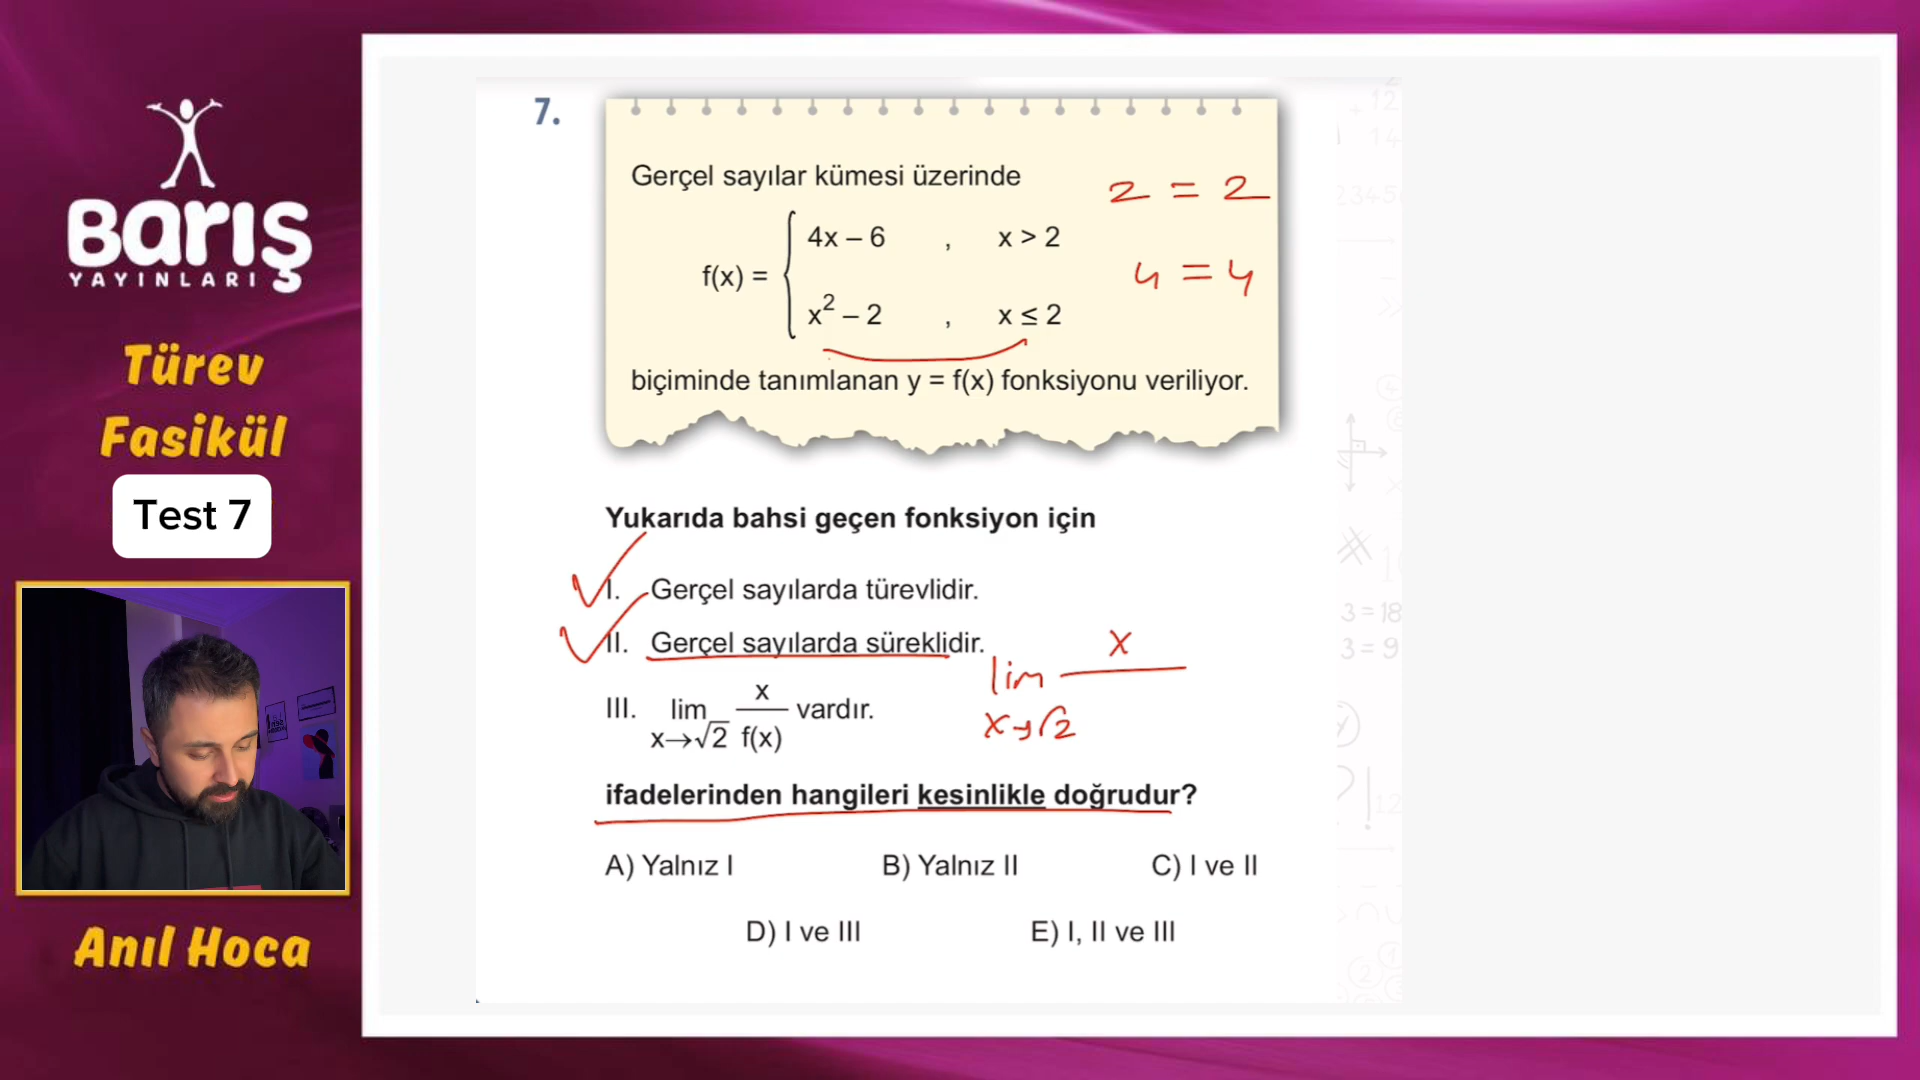 BARIŞ
YAYINLARI
Türev
Fasikül
Test 7
Anıl Hoca
7.
Gerçel sayılar kümesi üzerinde
2 = 2
4x – 6 , x > 2
f(x) =
4 = 4
x² – 2 , x ≤ 2
biçiminde tanımlanan y = f(x) fonksiyonu veriliyor.
Yukarıda bahsi geçen fonksiyon için
I. Gerçel sayılarda türevlidir.
II. Gerçel sayılarda süreklidir.
III. lim x→√2 x/f(x) vardır.
lim x→√2 x
ifadelerinden hangileri kesinlikle doğrudur?
A) Yalnız I B) Yalnız II C) I ve II
D) I ve III E) I, II ve III